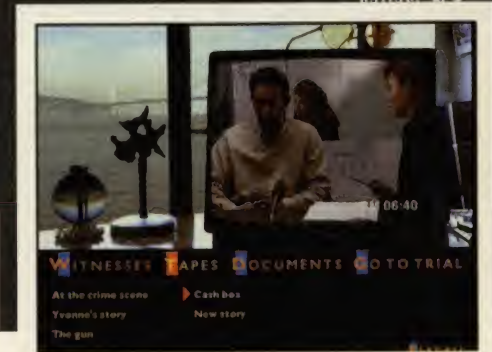 06:40
WITNESSES TAPES DOCUMENTS GO TO TRIAL
At the crime scene Cash box
Yvonne's story New story
The gun